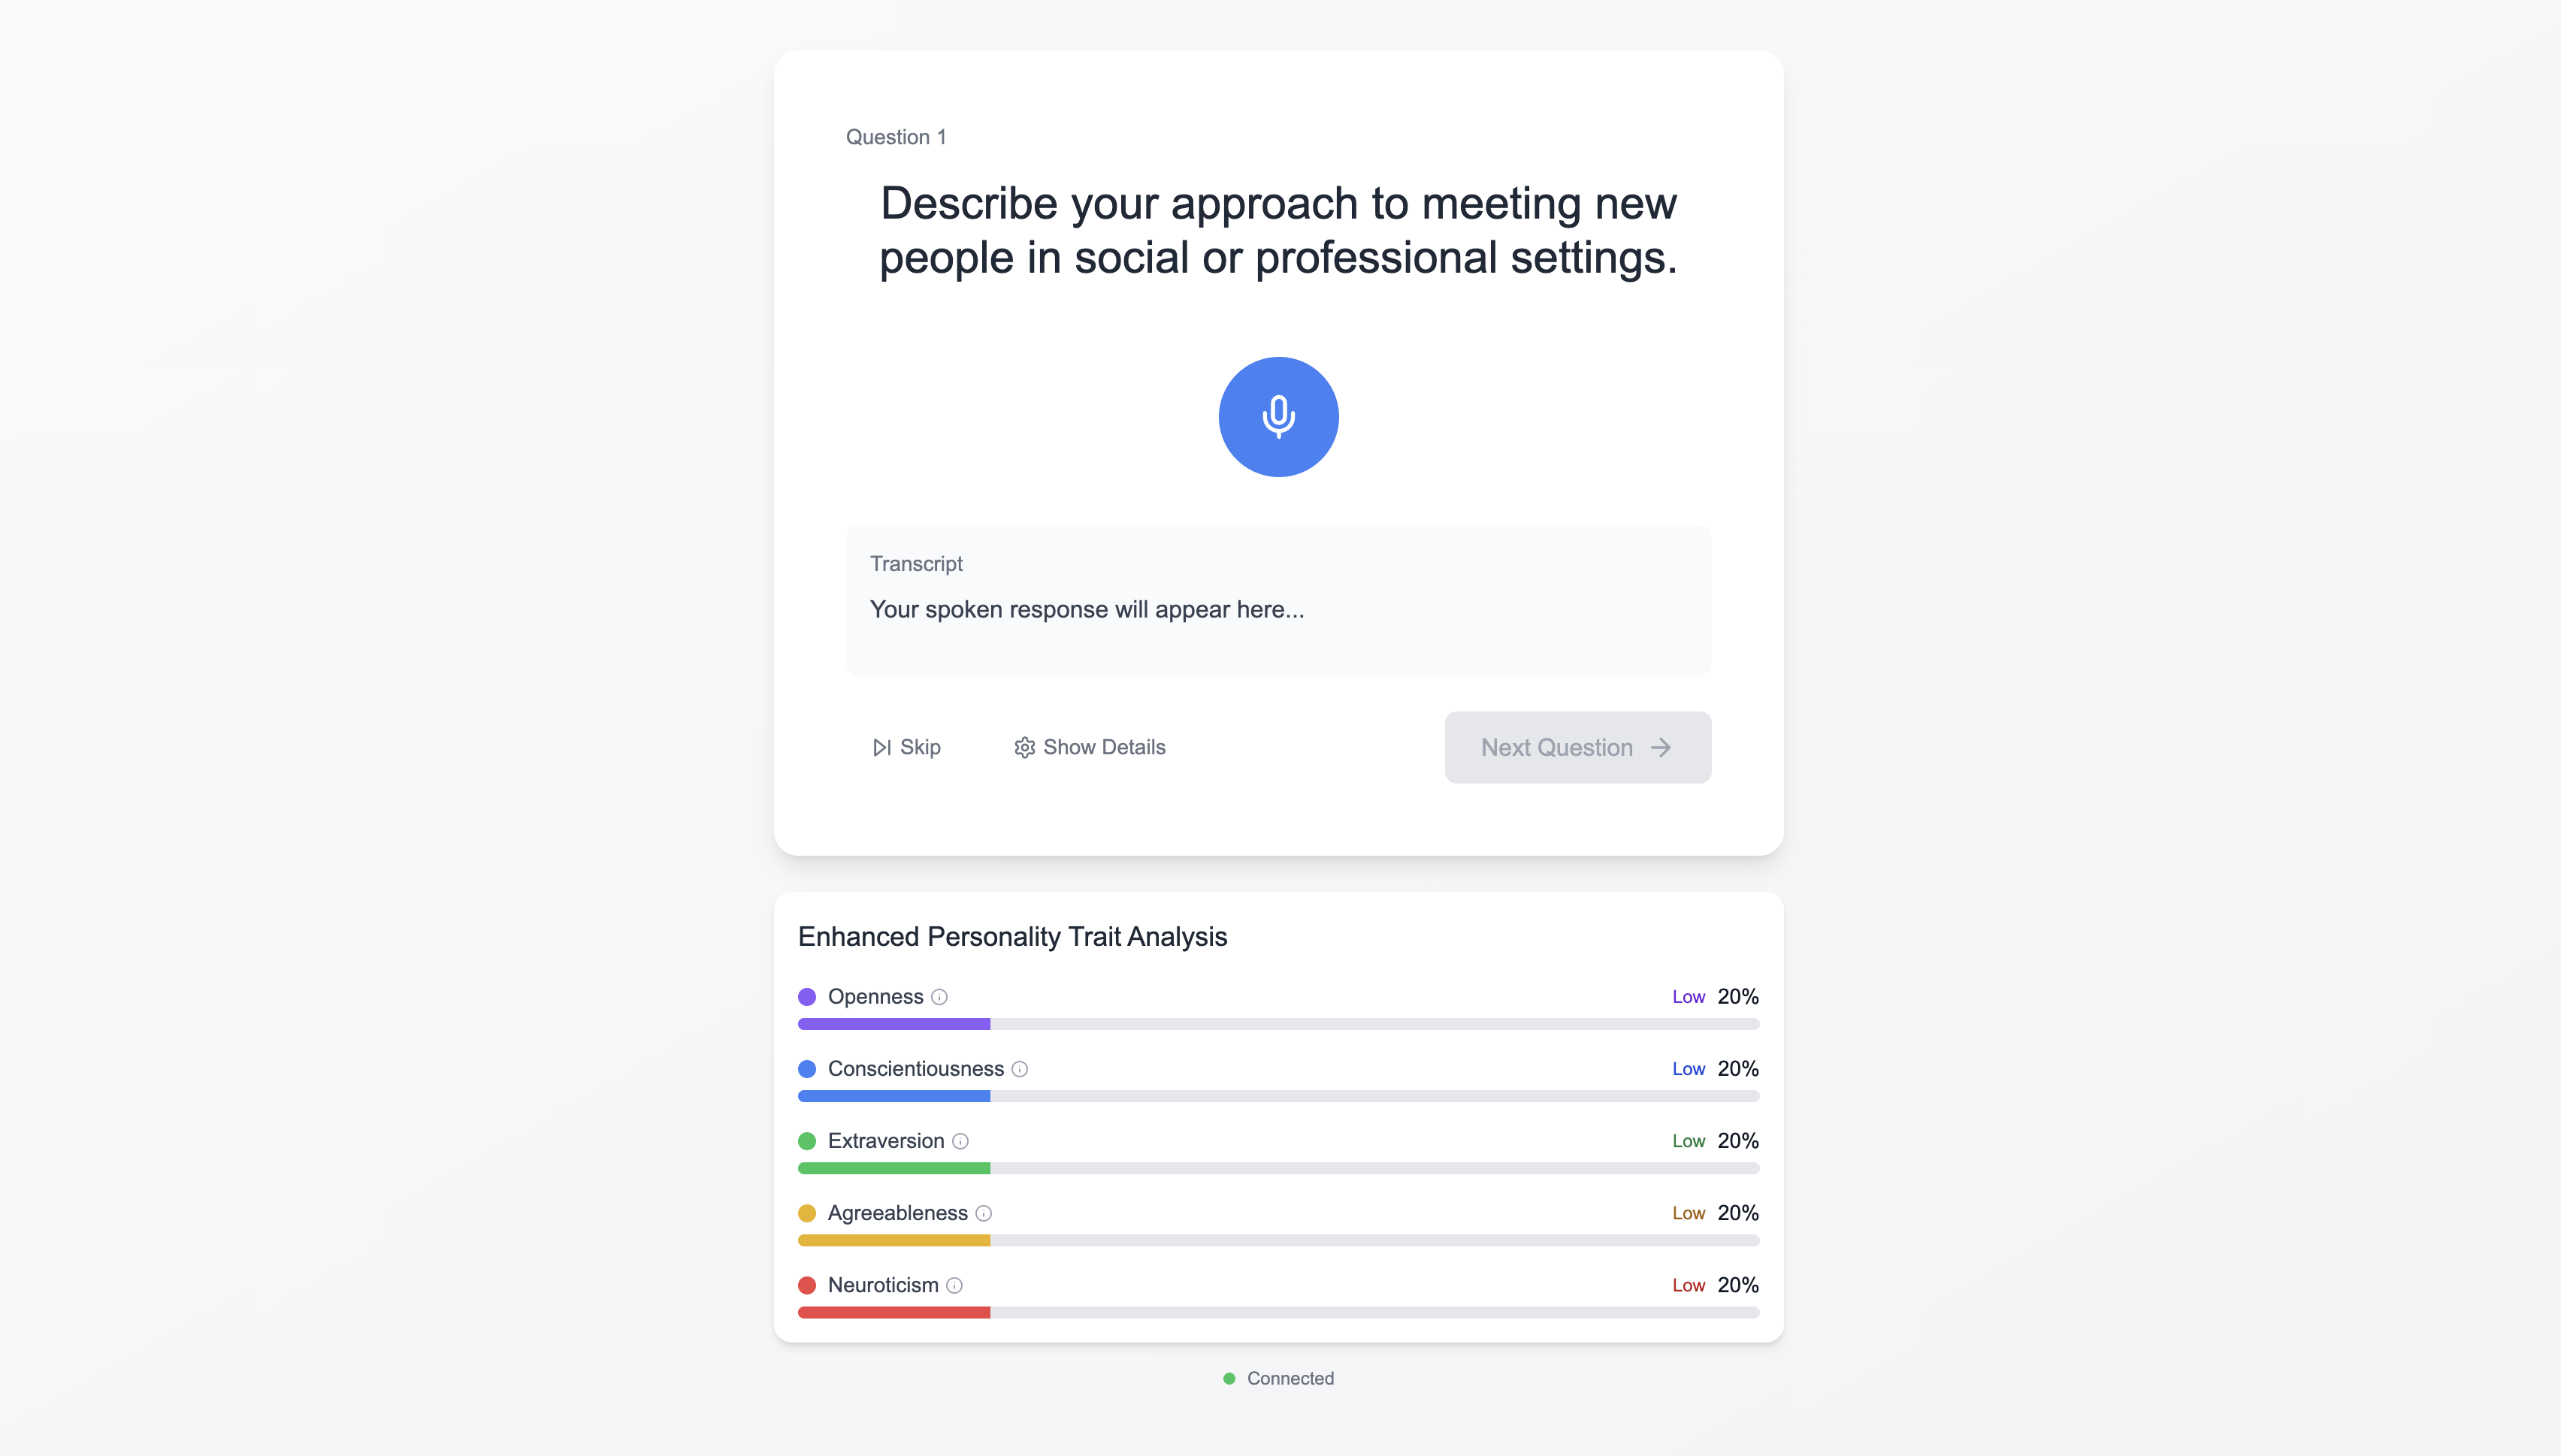 Question 1
Describe your approach to meeting new
people in social or professional settings.
Transcript
Your spoken response will appear here...
Skip
Show Details
Next Question
Enhanced Personality Trait Analysis
Openness Low 20%
Conscientiousness Low 20%
Extraversion Low 20%
Agreeableness Low 20%
Neuroticism Low 20%
Connected